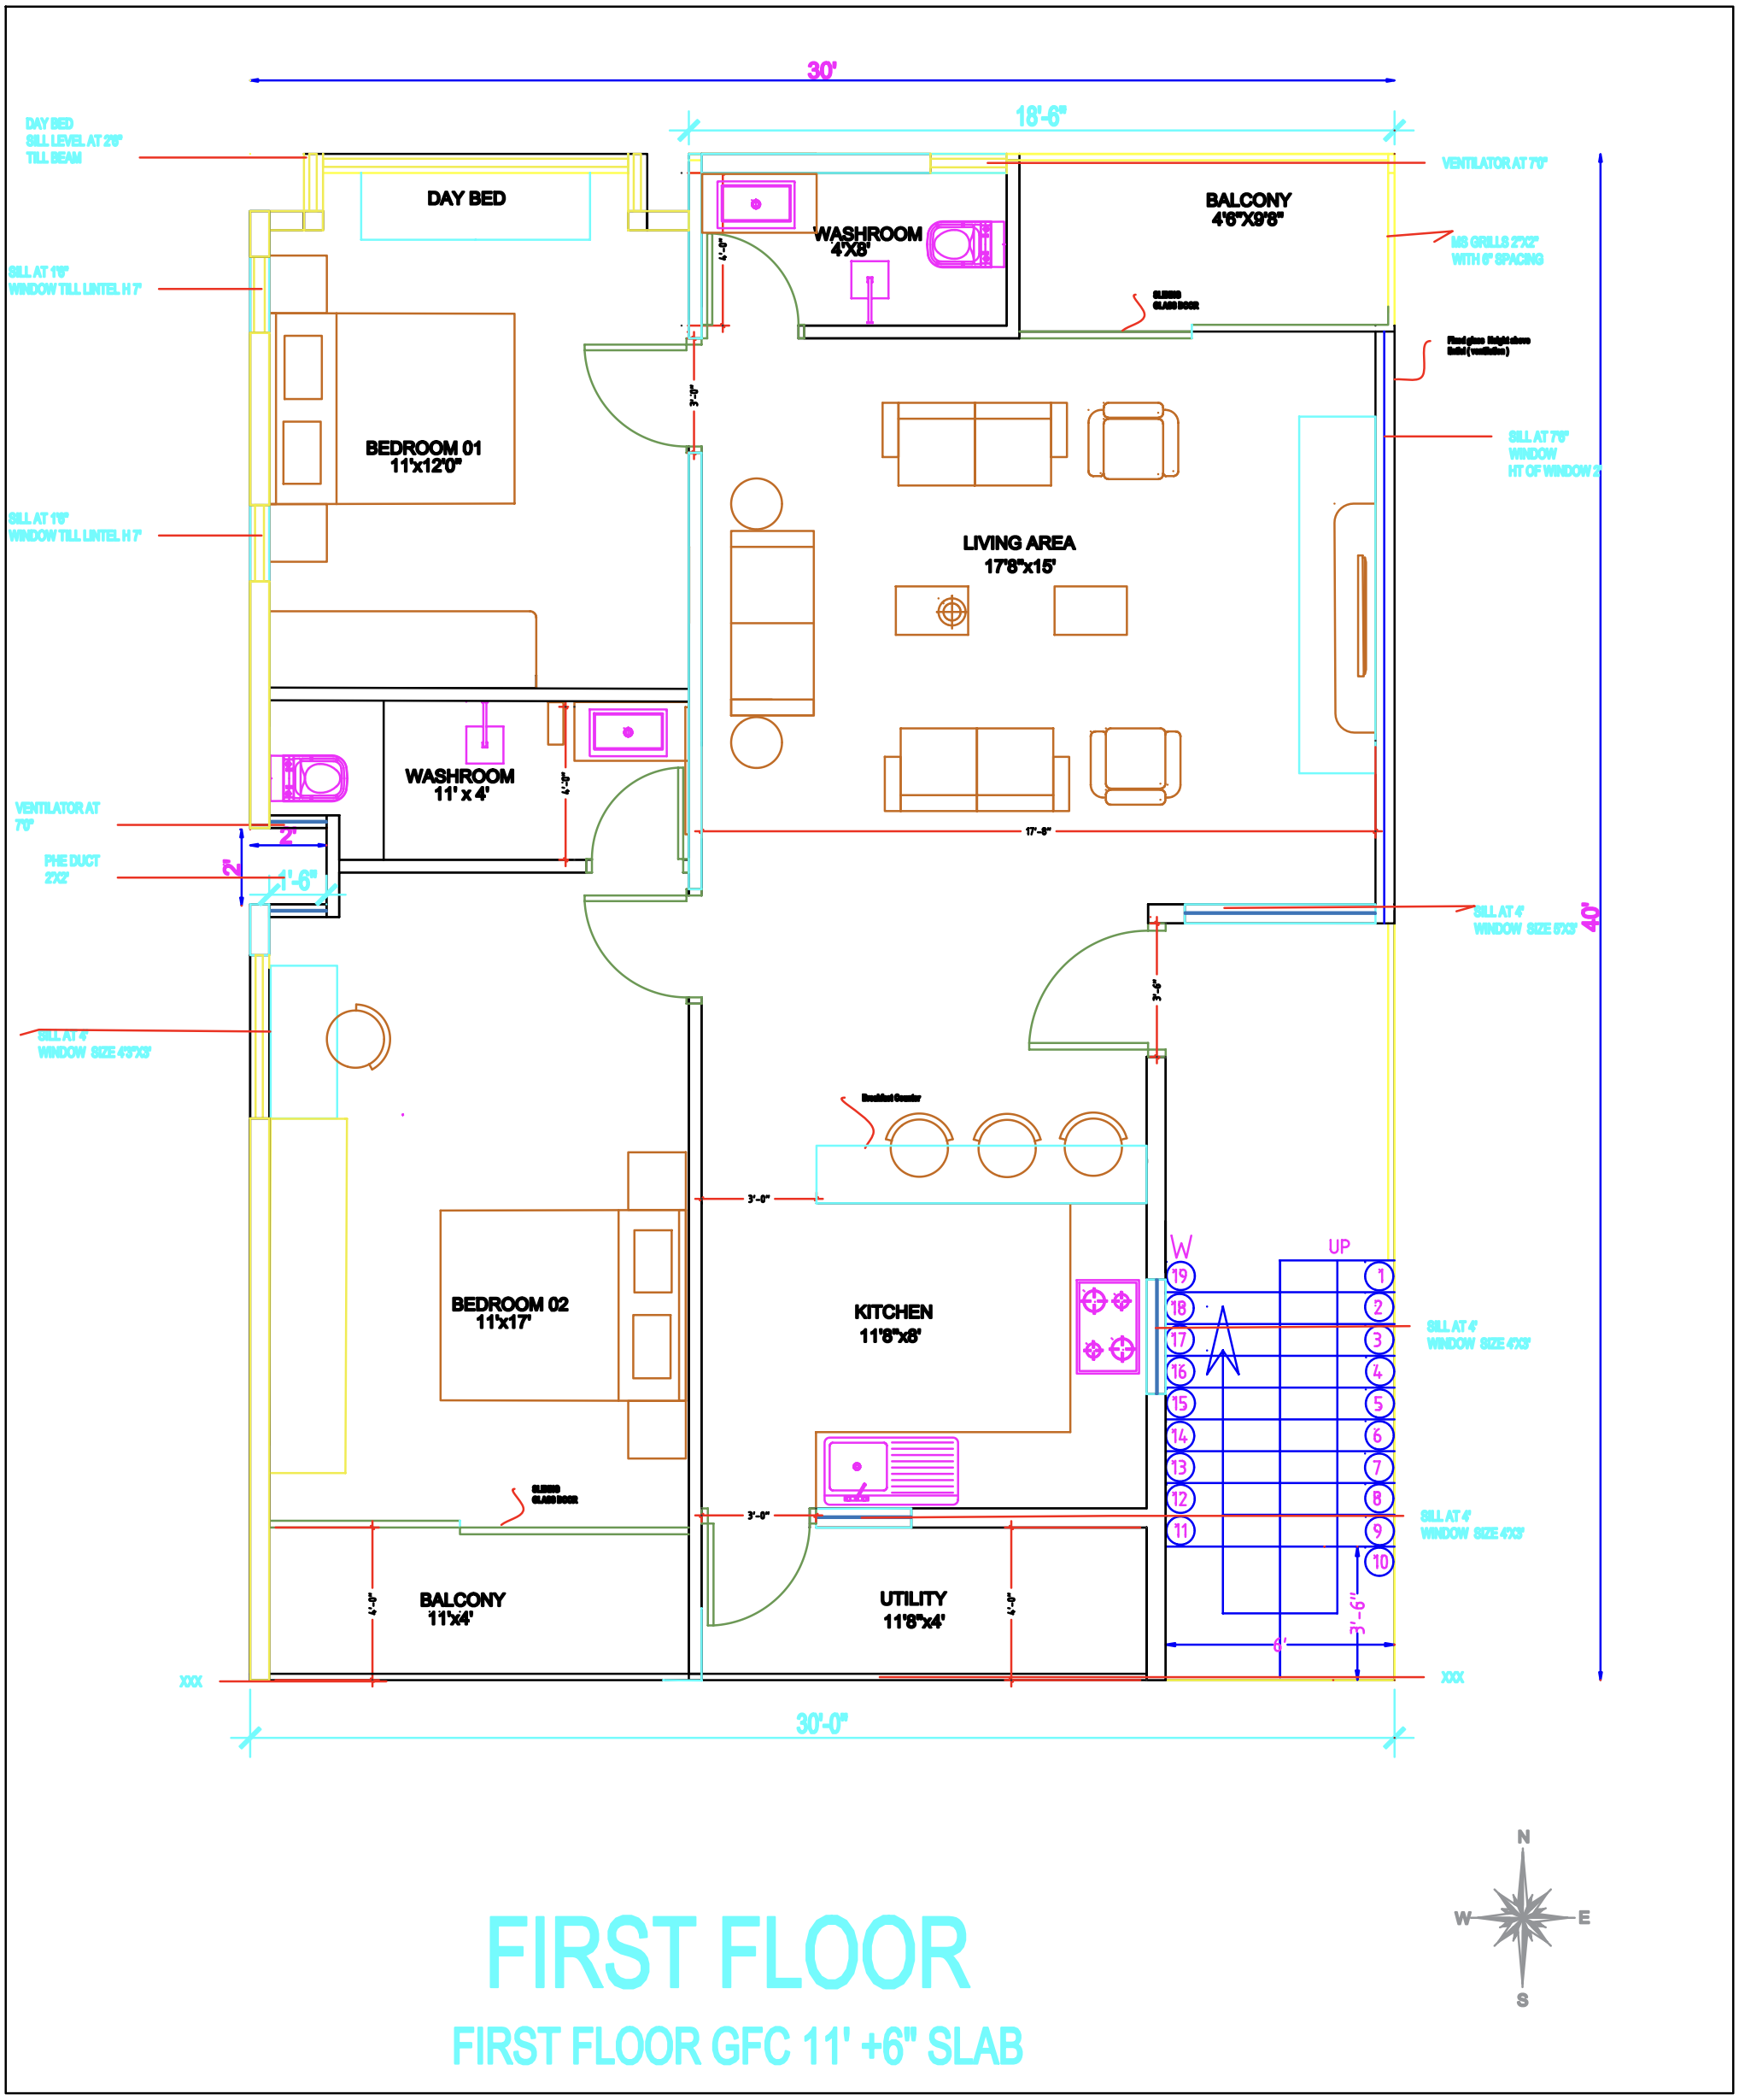 30'
18'-6"
DAY BED
SILL LEVEL AT 2'6"
TILL BEAM
DAY BED
VENTILATOR AT 7'0"
BALCONY
4'6"X9'8"
WASHROOM
4'X8'
4'-0"
MS GRILLS 2"X2"
WITH 6" SPACING
SILL AT 1'6"
WINDOW TILL LINTEL H 7'
SLIDING
GLASS DOOR
Fixed glass Height above
lintel ( ventilation )
3'-0"
BEDROOM 01
11'x12'0"
SILL AT 7'6"
WINDOW
HT OF WINDOW 2'
SILL AT 1'6"
WINDOW TILL LINTEL H 7'
LIVING AREA
17'8"x15'
WASHROOM
11' x 4'
4'-0"
VENTILATOR AT
7'0"
2'
2'
17'-8"
PHE DUCT
2'X2'
1'-6"
40'
SILL AT 4'
WINDOW SIZE 5'X3'
3'-6"
SILL AT 4'
WINDOW SIZE 4'3"X3'
Breakfast Counter
3'-0"
W
UP
19
1
18
2
17
3
16
4
15
5
14
6
13
7
12
8
11
9
10
BEDROOM 02
11'x17'
KITCHEN
11'8"x8'
SILL AT 4'
WINDOW SIZE 4'X3'
SLIDING
GLASS DOOR
3'-0"
SILL AT 4'
WINDOW SIZE 4'X3'
BALCONY
11'x4'
4'-0"
UTILITY
11'8"x4'
4'-0"
3'-6"
6'
XXX
XXX
30'-0"
N
W
E
S
FIRST FLOOR
FIRST FLOOR GFC 11' +6" SLAB